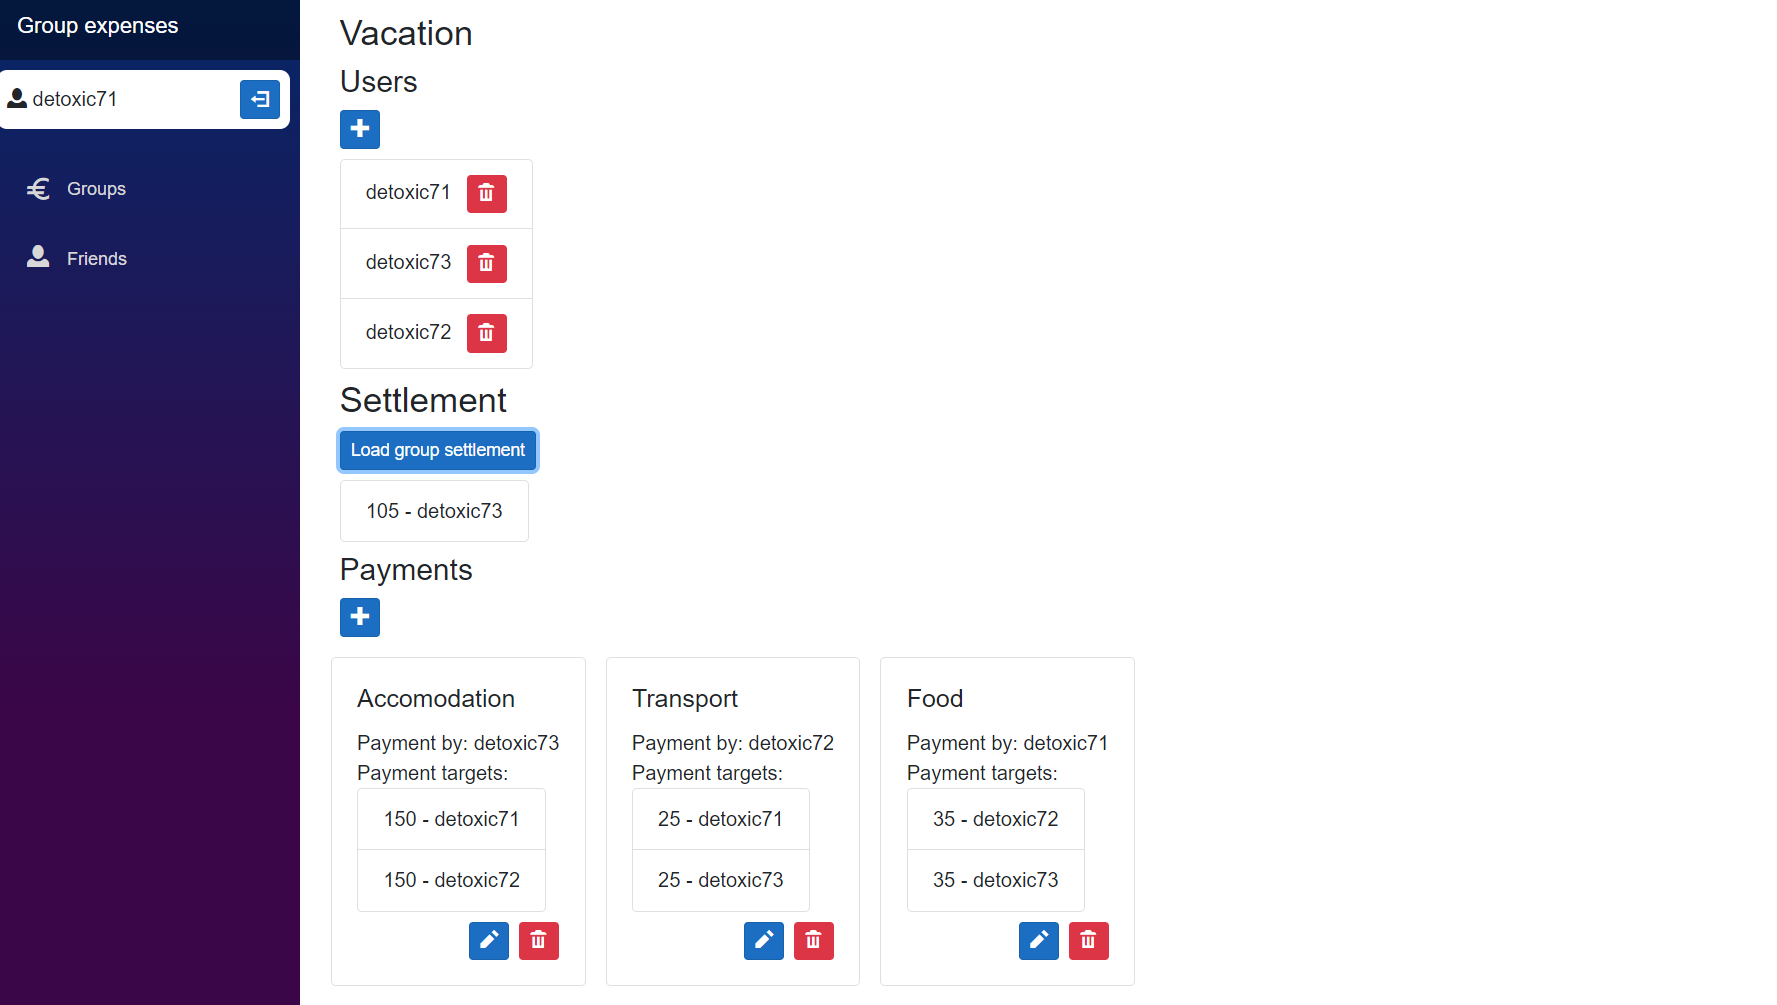 Group expenses
detoxic71
Groups
Friends
Vacation
Users
detoxic71
detoxic73
detoxic72
Settlement
Load group settlement
105 - detoxic73
Payments
Accomodation
Payment by: detoxic73
Payment targets:
150 - detoxic71
150 - detoxic72
Transport
Payment by: detoxic72
Payment targets:
25 - detoxic71
25 - detoxic73
Food
Payment by: detoxic71
Payment targets:
35 - detoxic72
35 - detoxic73